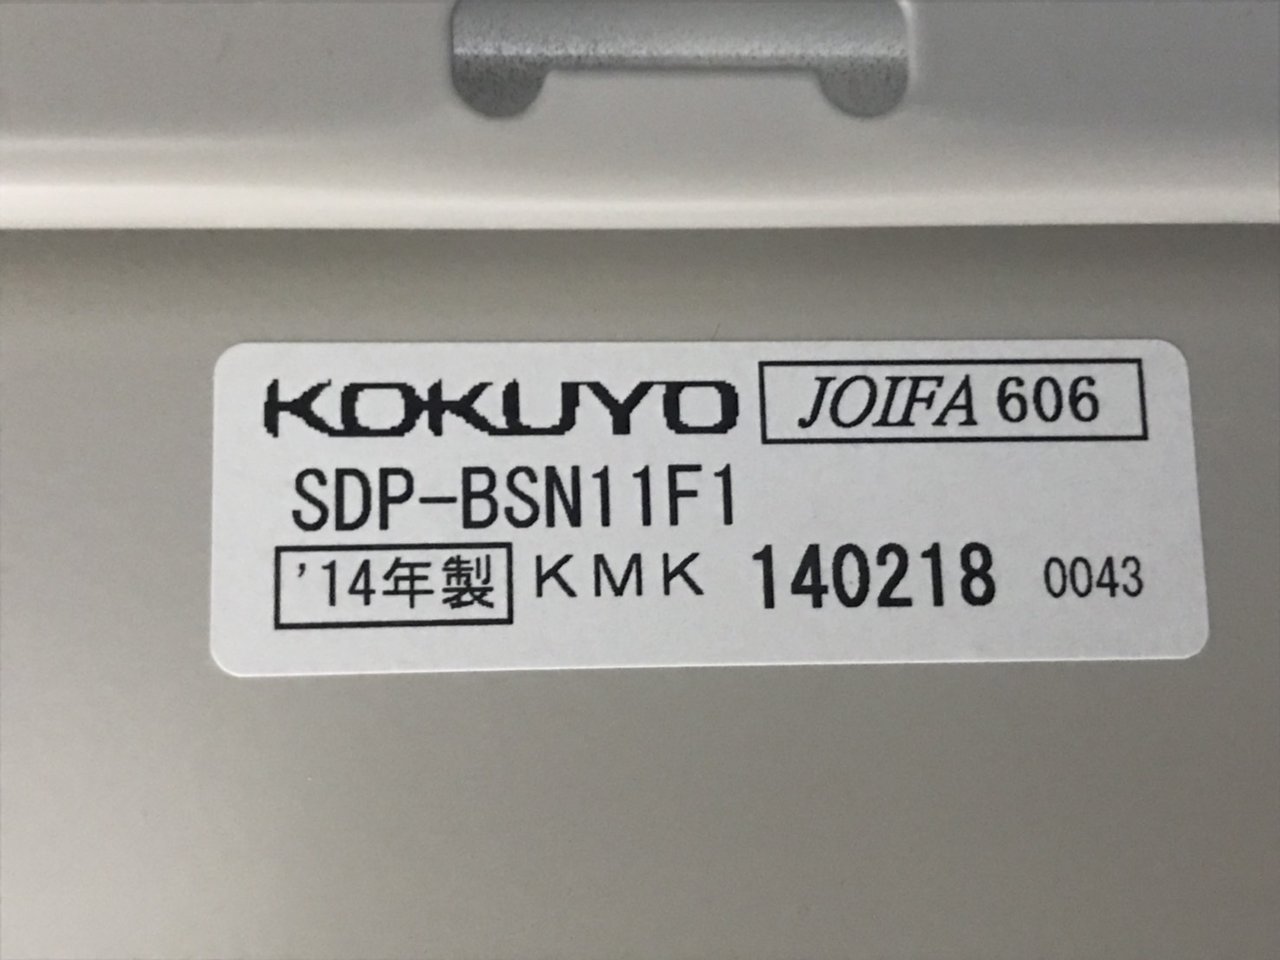 KOKUYO JOIFA 606
SDP-BSN11F1
'14年製 KMK 140218 0043